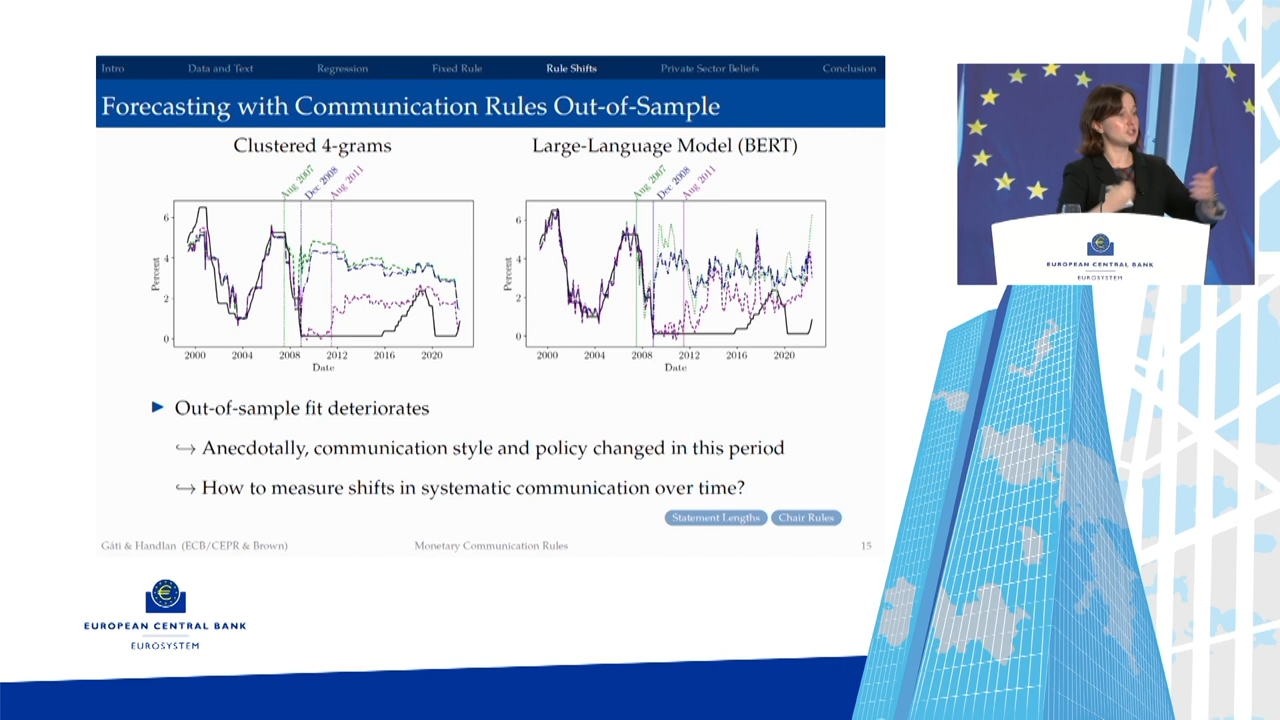 Intro Data and Text Regression Fixed Rule Rule Shifts Private Sector Beliefs Conclusion
Forecasting with Communication Rules Out-of-Sample
Clustered 4-grams
Aug 2007
Dec 2008
Aug 2011
Percent
6
4
2
0
2000 2004 2008 2012 2016 2020
Date
Large-Language Model (BERT)
Aug 2007
Dec 2008
Aug 2011
Percent
6
4
2
0
2000 2004 2008 2012 2016 2020
Date
Out-of-sample fit deteriorates
↪ Anecdotally, communication style and policy changed in this period
↪ How to measure shifts in systematic communication over time?
Statement Lengths Chair Rules
Gáti & Handlan (ECB/CEPR & Brown) Monetary Communication Rules 15
EUROPEAN CENTRAL BANK
EUROSYSTEM
EUROPEAN CENTRAL BANK
EUROSYSTEM